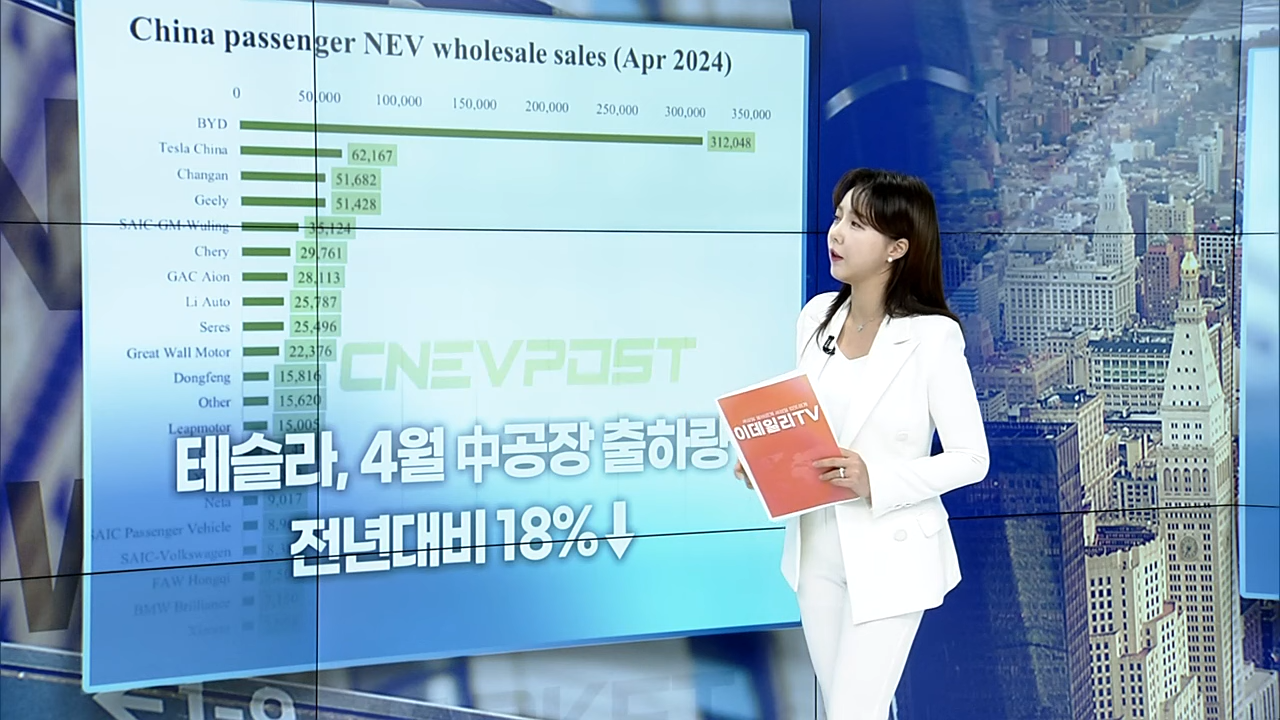 China passenger NEV wholesale sales (Apr 2024)
0 50,000 100,000 150,000 200,000 250,000 300,000 350,000
BYD 312,048
Tesla China 62,167
Changan 51,682
Geely 51,428
SAIC-GM-Wuling 35,124
Chery 29,761
GAC Aion 28,113
Li Auto 25,787
Seres 25,496
Great Wall Motor 22,376
CNEVPOST
Dongfeng 15,816
Other 15,620
Leapmotor 15,005
테슬라, 4월 中공장 출하량
Neta 9,017
SAIC Passenger Vehicle
전년대비 18%↓
SAIC-Volkswagen
FAW Hongqi
BMW Brilliance
이데일리TV